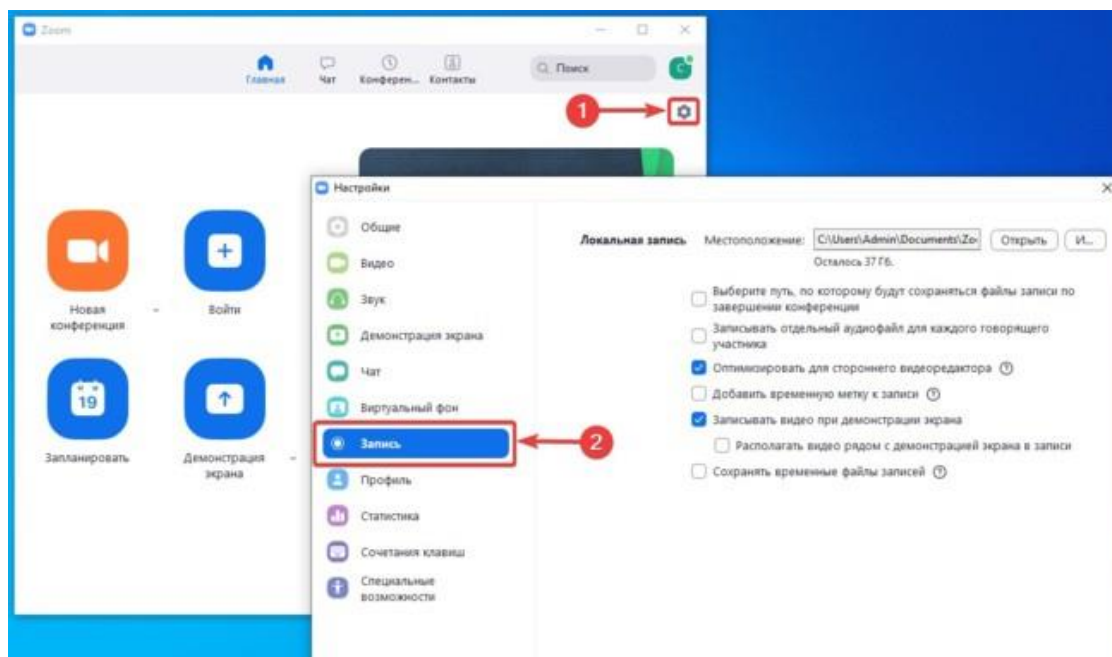 Zoom
Главная
Чат
Конферен...
Контакты
Поиск
C
1
Настройки
Общие
Видео
Звук
Демонстрация экрана
Чат
Виртуальный фон
Запись
2
Профиль
Статистика
Сочетания клавиш
Специальные
возможности
Новая
конференция
Войти
19
Запланировать
Демонстрация
экрана
Локальная запись
Местоположение: C:\Users\Admin\Documents\Zo
Открыть
И...
Осталось 37 Гб.
Выберите путь, по которому будут сохраняться файлы записи по
завершении конференции
Записывать отдельный аудиофайл для каждого говорящего
участника
Оптимизировать для стороннего видеоредактора
Добавить временную метку к записи
Записывать видео при демонстрации экрана
Располагать видео рядом с демонстрацией экрана в записи
Сохранять временные файлы записей